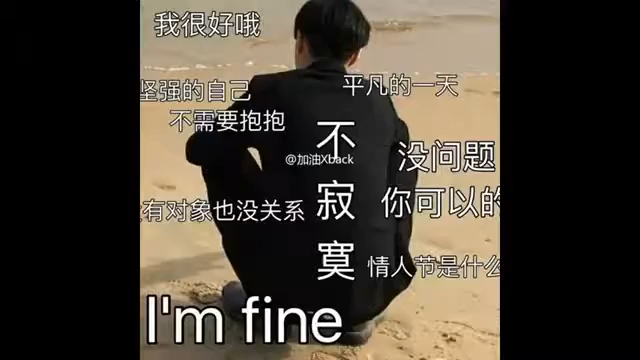 我很好哦
坚强的自己
平凡的一天
不需要抱抱
不寂寞
@加油Xback
没问题
没有对象也没关系
你可以的
情人节是什么
I'm fine